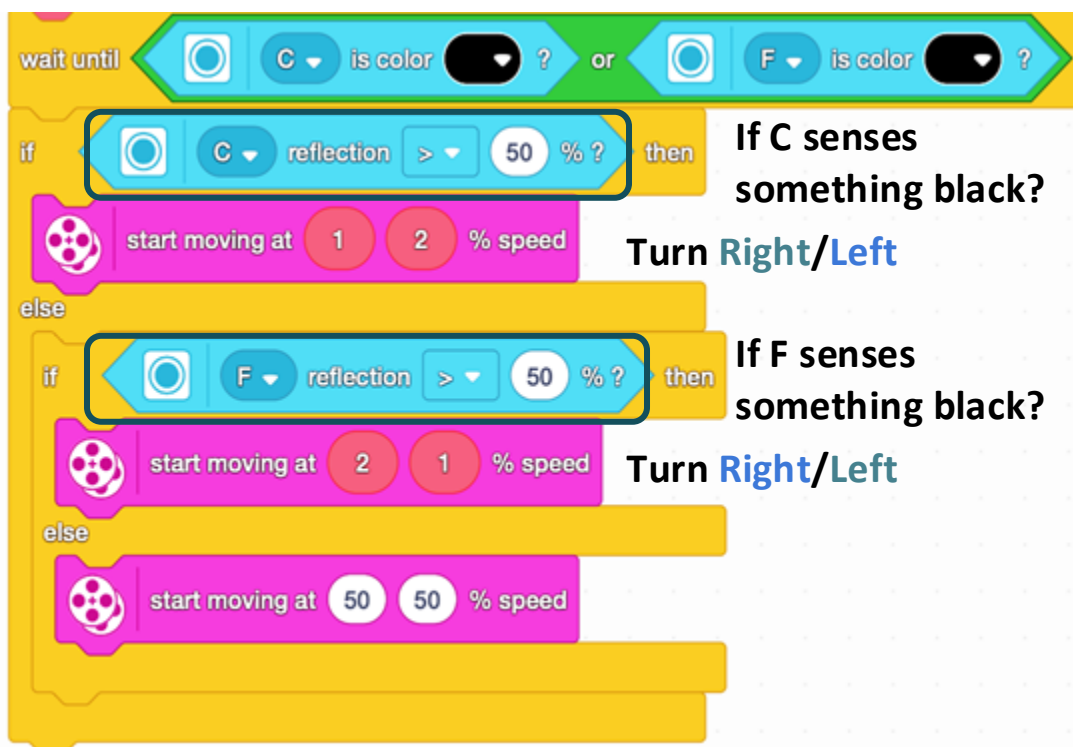 wait until C is color ? or F is color ?
if C reflection > 50 % ? then
If C senses
something black?
start moving at 1 2 % speed
Turn Right/Left
else
if F reflection > 50 % ? then
If F senses
something black?
start moving at 2 1 % speed
Turn Right/Left
else
start moving at 50 50 % speed